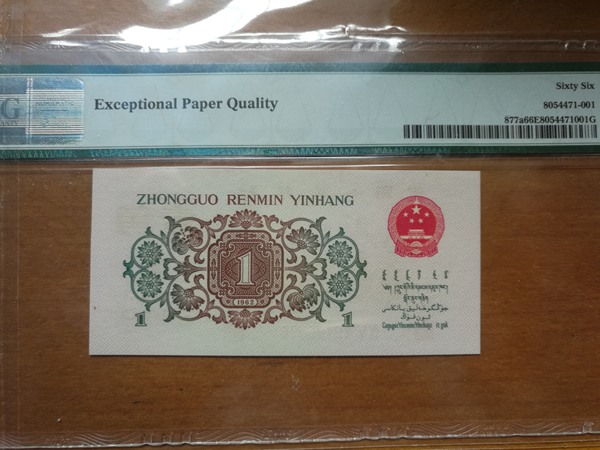 G Exceptional Paper Quality
Sixty Six
8054471-001
877a66E8054471001G
ZHONGGUO RENMIN YINHANG
1
1962
1
1